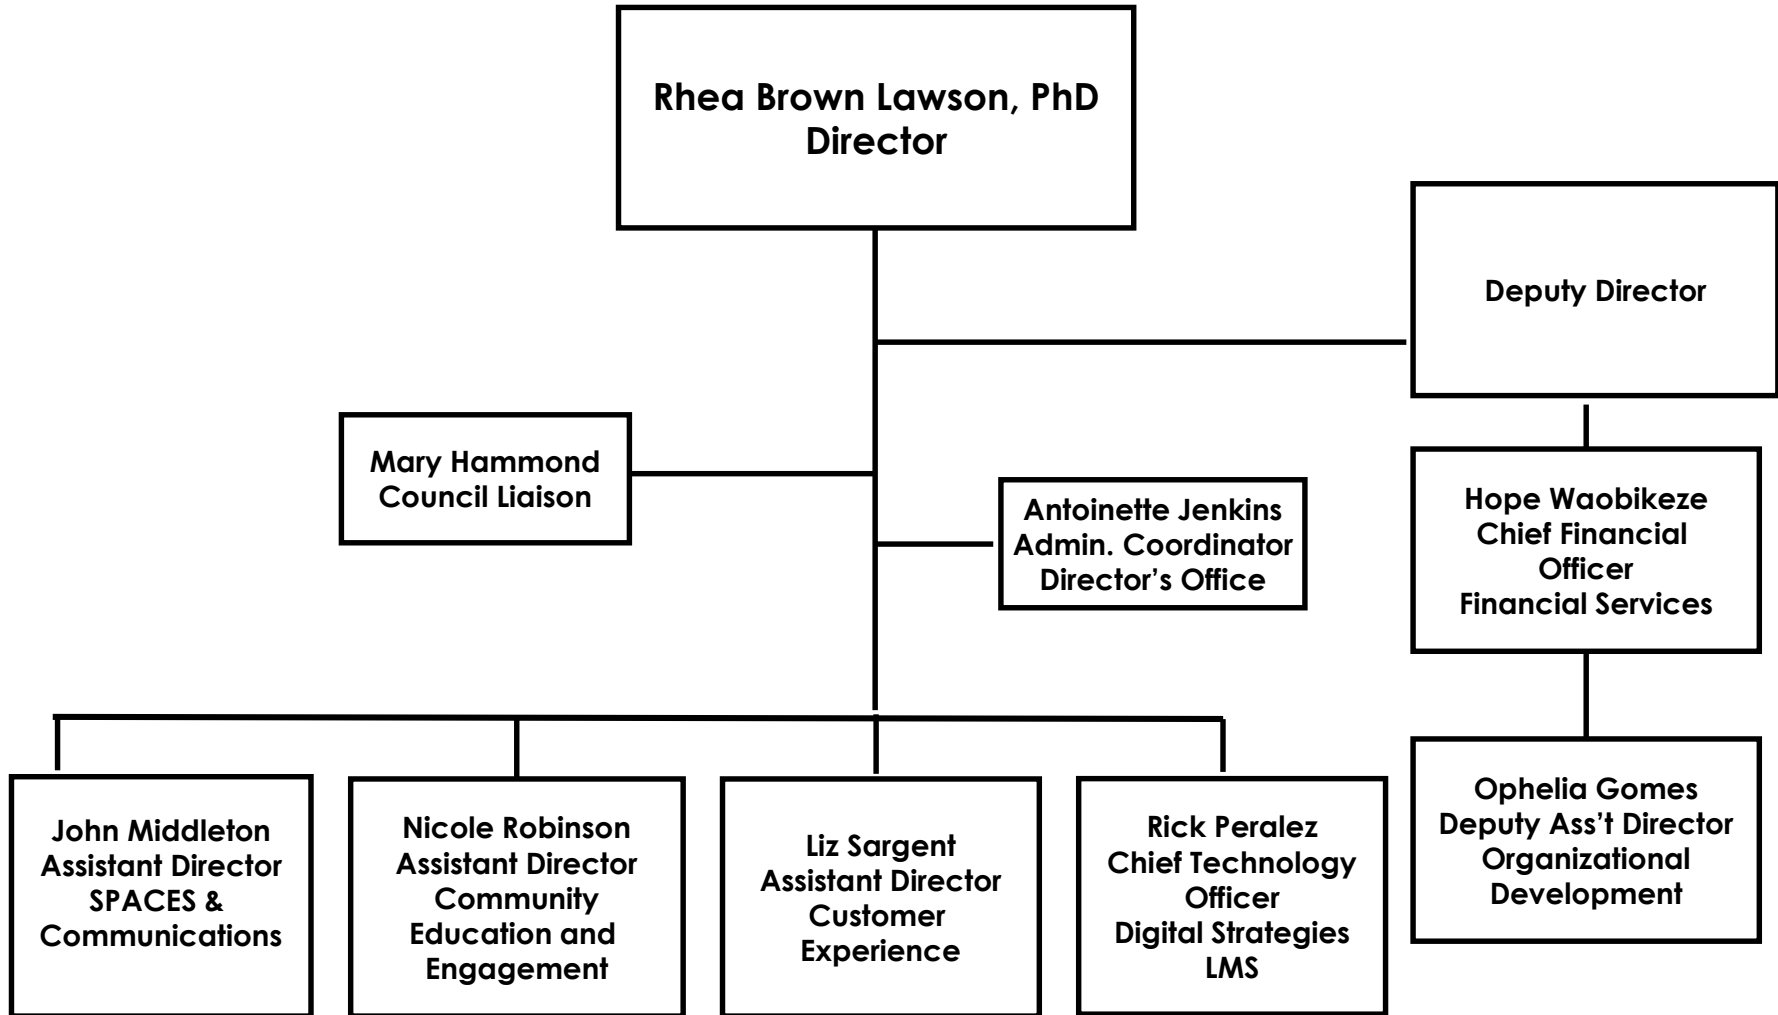 Rhea Brown Lawson, PhD
Director
Deputy Director
Mary Hammond
Council Liaison
Antoinette Jenkins
Admin. Coordinator
Director’s Office
Hope Waobikeze
Chief Financial
Officer
Financial Services
John Middleton
Assistant Director
SPACES &
Communications
Nicole Robinson
Assistant Director
Community
Education and
Engagement
Liz Sargent
Assistant Director
Customer
Experience
Rick Peralez
Chief Technology
Officer
Digital Strategies
LMS
Ophelia Gomes
Deputy Ass’t Director
Organizational
Development